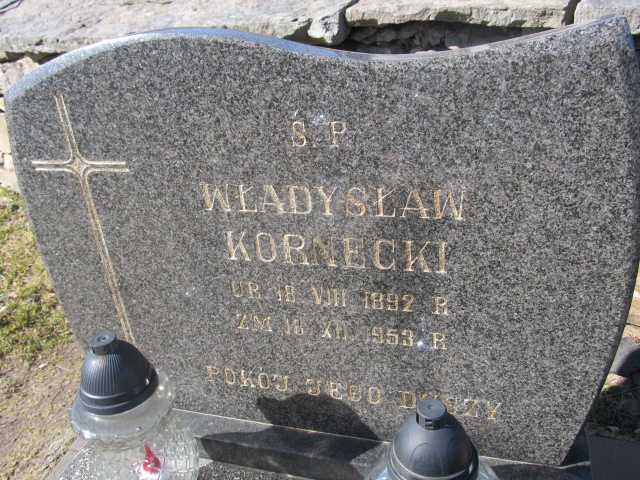 Ś. P
WŁADYSŁAW
KORNECKI
UR. 18 VIII 1892 R
ZM 18 XII 1953 R
POKÓJ JEGO DUSZY